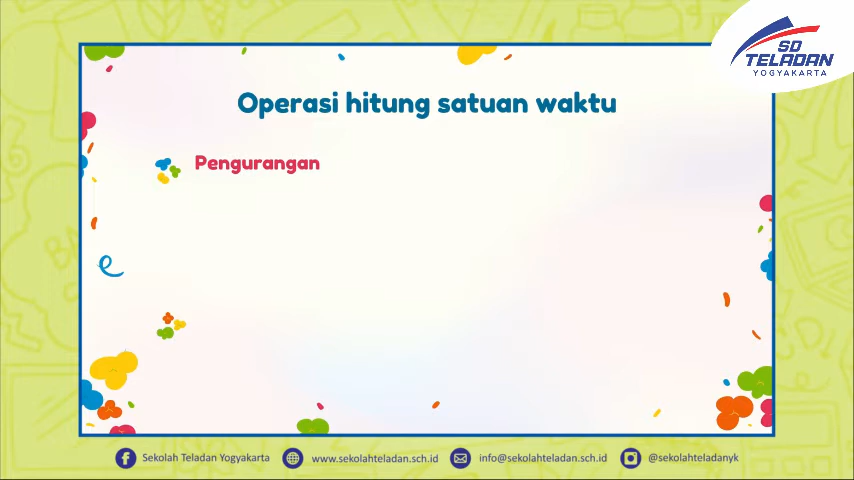 SD
TELADAN
YOGYAKARTA
Operasi hitung satuan waktu
Pengurangan
Sekolah Teladan Yogyakarta
www.sekolahteladan.sch.id
info@sekolahteladan.sch.id
@sekolahteladanyk